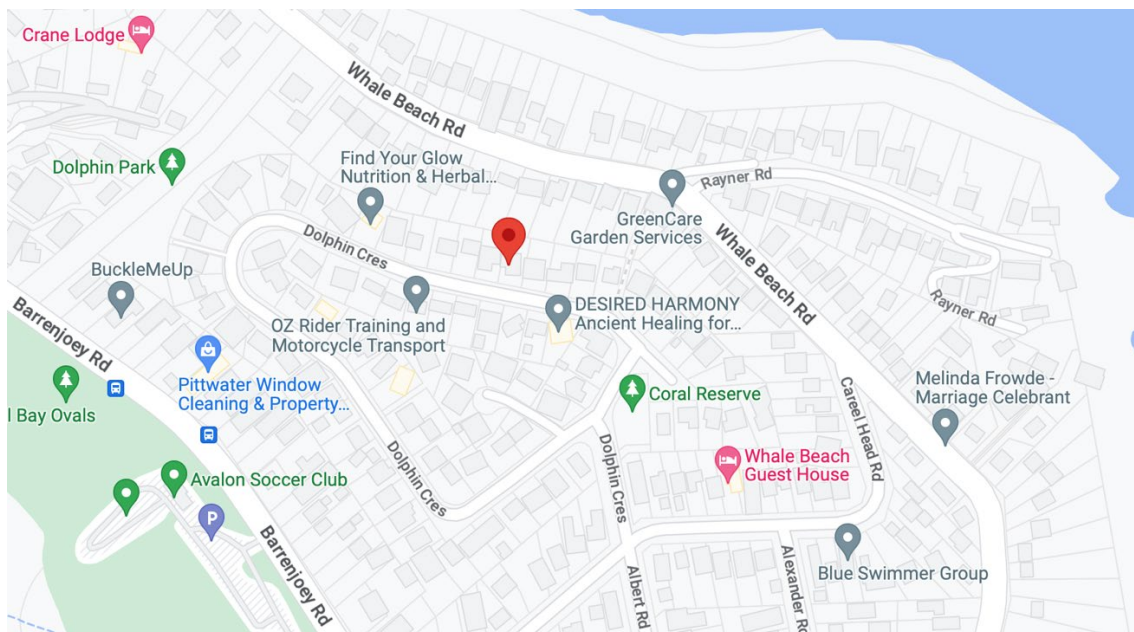 Crane Lodge
Whale Beach Rd
Find Your Glow
Nutrition & Herbal...
Dolphin Park
Rayner Rd
GreenCare
Garden Services
Dolphin Cres
Whale Beach Rd
BuckleMeUp
DESIRED HARMONY
Ancient Healing for...
Rayner Rd
Barrenjoey Rd
OZ Rider Training and
Motorcycle Transport
Pittwater Window
Cleaning & Property...
Melinda Frowde -
Marriage Celebrant
Coral Reserve
l Bay Ovals
Careel Head Rd
Whale Beach
Guest House
Dolphin Cres
Dolphin Cres
Avalon Soccer Club
P
Barrenjoey Rd
Blue Swimmer Group
Albert Rd
Alexander Rd